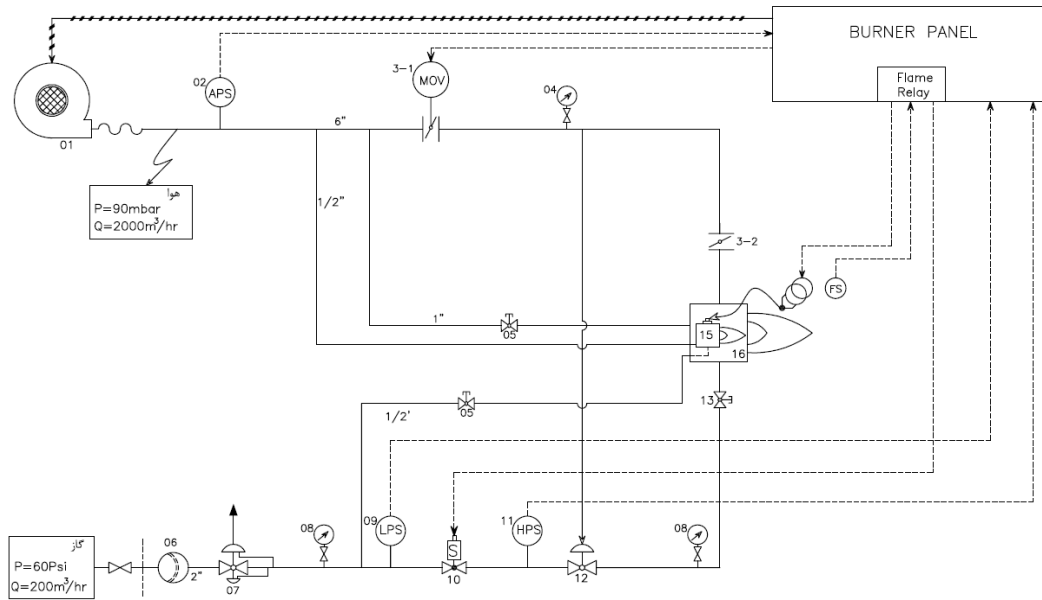 BURNER PANEL
Flame
Relay
02
APS
3-1
MOV
04
01
6"
هوا
P=90mbar
Q=2000m³/hr
1/2"
3-2
FS
1"
05
15
16
1/2'
05
13
09
LPS
11
HPS
08
08
گاز
P=60Psi
Q=200m³/hr
06
2"
07
S
10
12